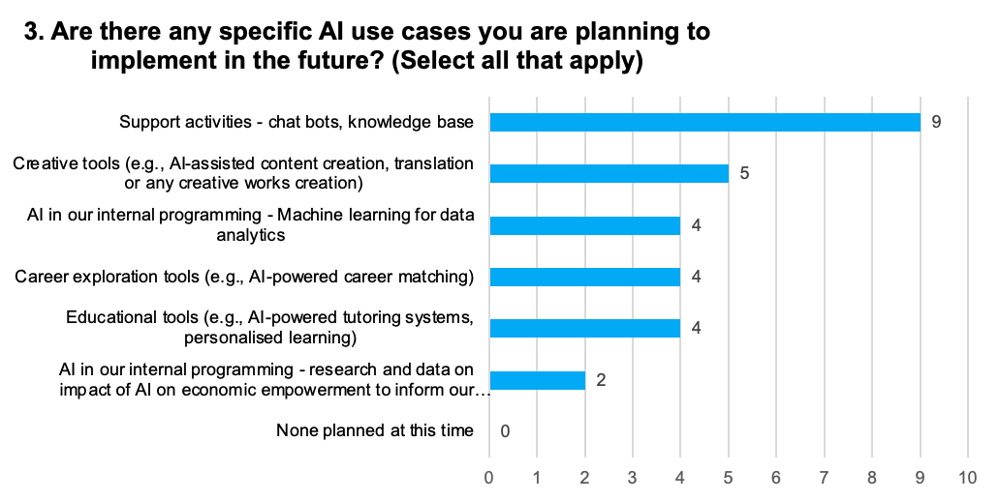 3. Are there any specific AI use cases you are planning to
implement in the future? (Select all that apply)
Support activities - chat bots, knowledge base
9
Creative tools (e.g., AI-assisted content creation, translation
or any creative works creation)
5
AI in our internal programming - Machine learning for data
analytics
4
Career exploration tools (e.g., AI-powered career matching)
4
Educational tools (e.g., AI-powered tutoring systems,
personalised learning)
4
AI in our internal programming - research and data on
impact of AI on economic empowerment to inform our…
2
None planned at this time
0
0 1 2 3 4 5 6 7 8 9 10